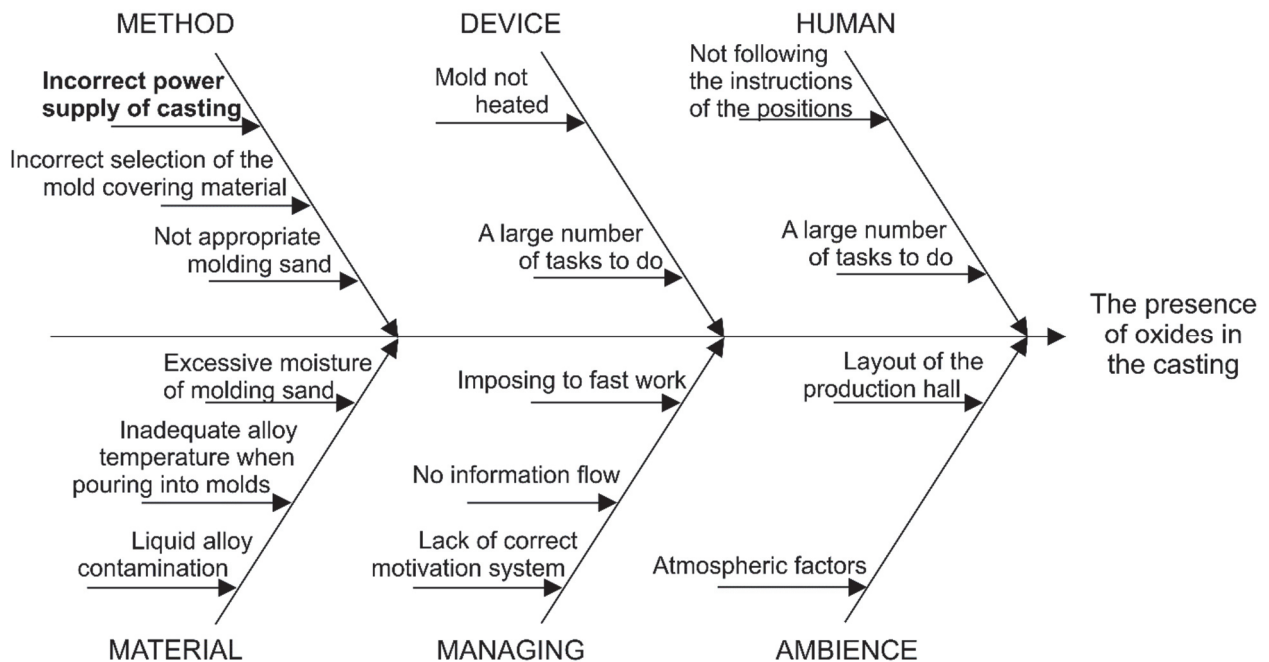 METHOD
DEVICE
HUMAN
Incorrect power
supply of casting
Mold not
heated
Not following
the instructions
of the positions
Incorrect selection of the
mold covering material
Not appropriate
molding sand
A large number
of tasks to do
A large number
of tasks to do
The presence
of oxides in
the casting
Excessive moisture
of molding sand
Imposing to fast work
Layout of the
production hall
Inadequate alloy
temperature when
pouring into molds
No information flow
Liquid alloy
contamination
Lack of correct
motivation system
Atmospheric factors
MATERIAL
MANAGING
AMBIENCE